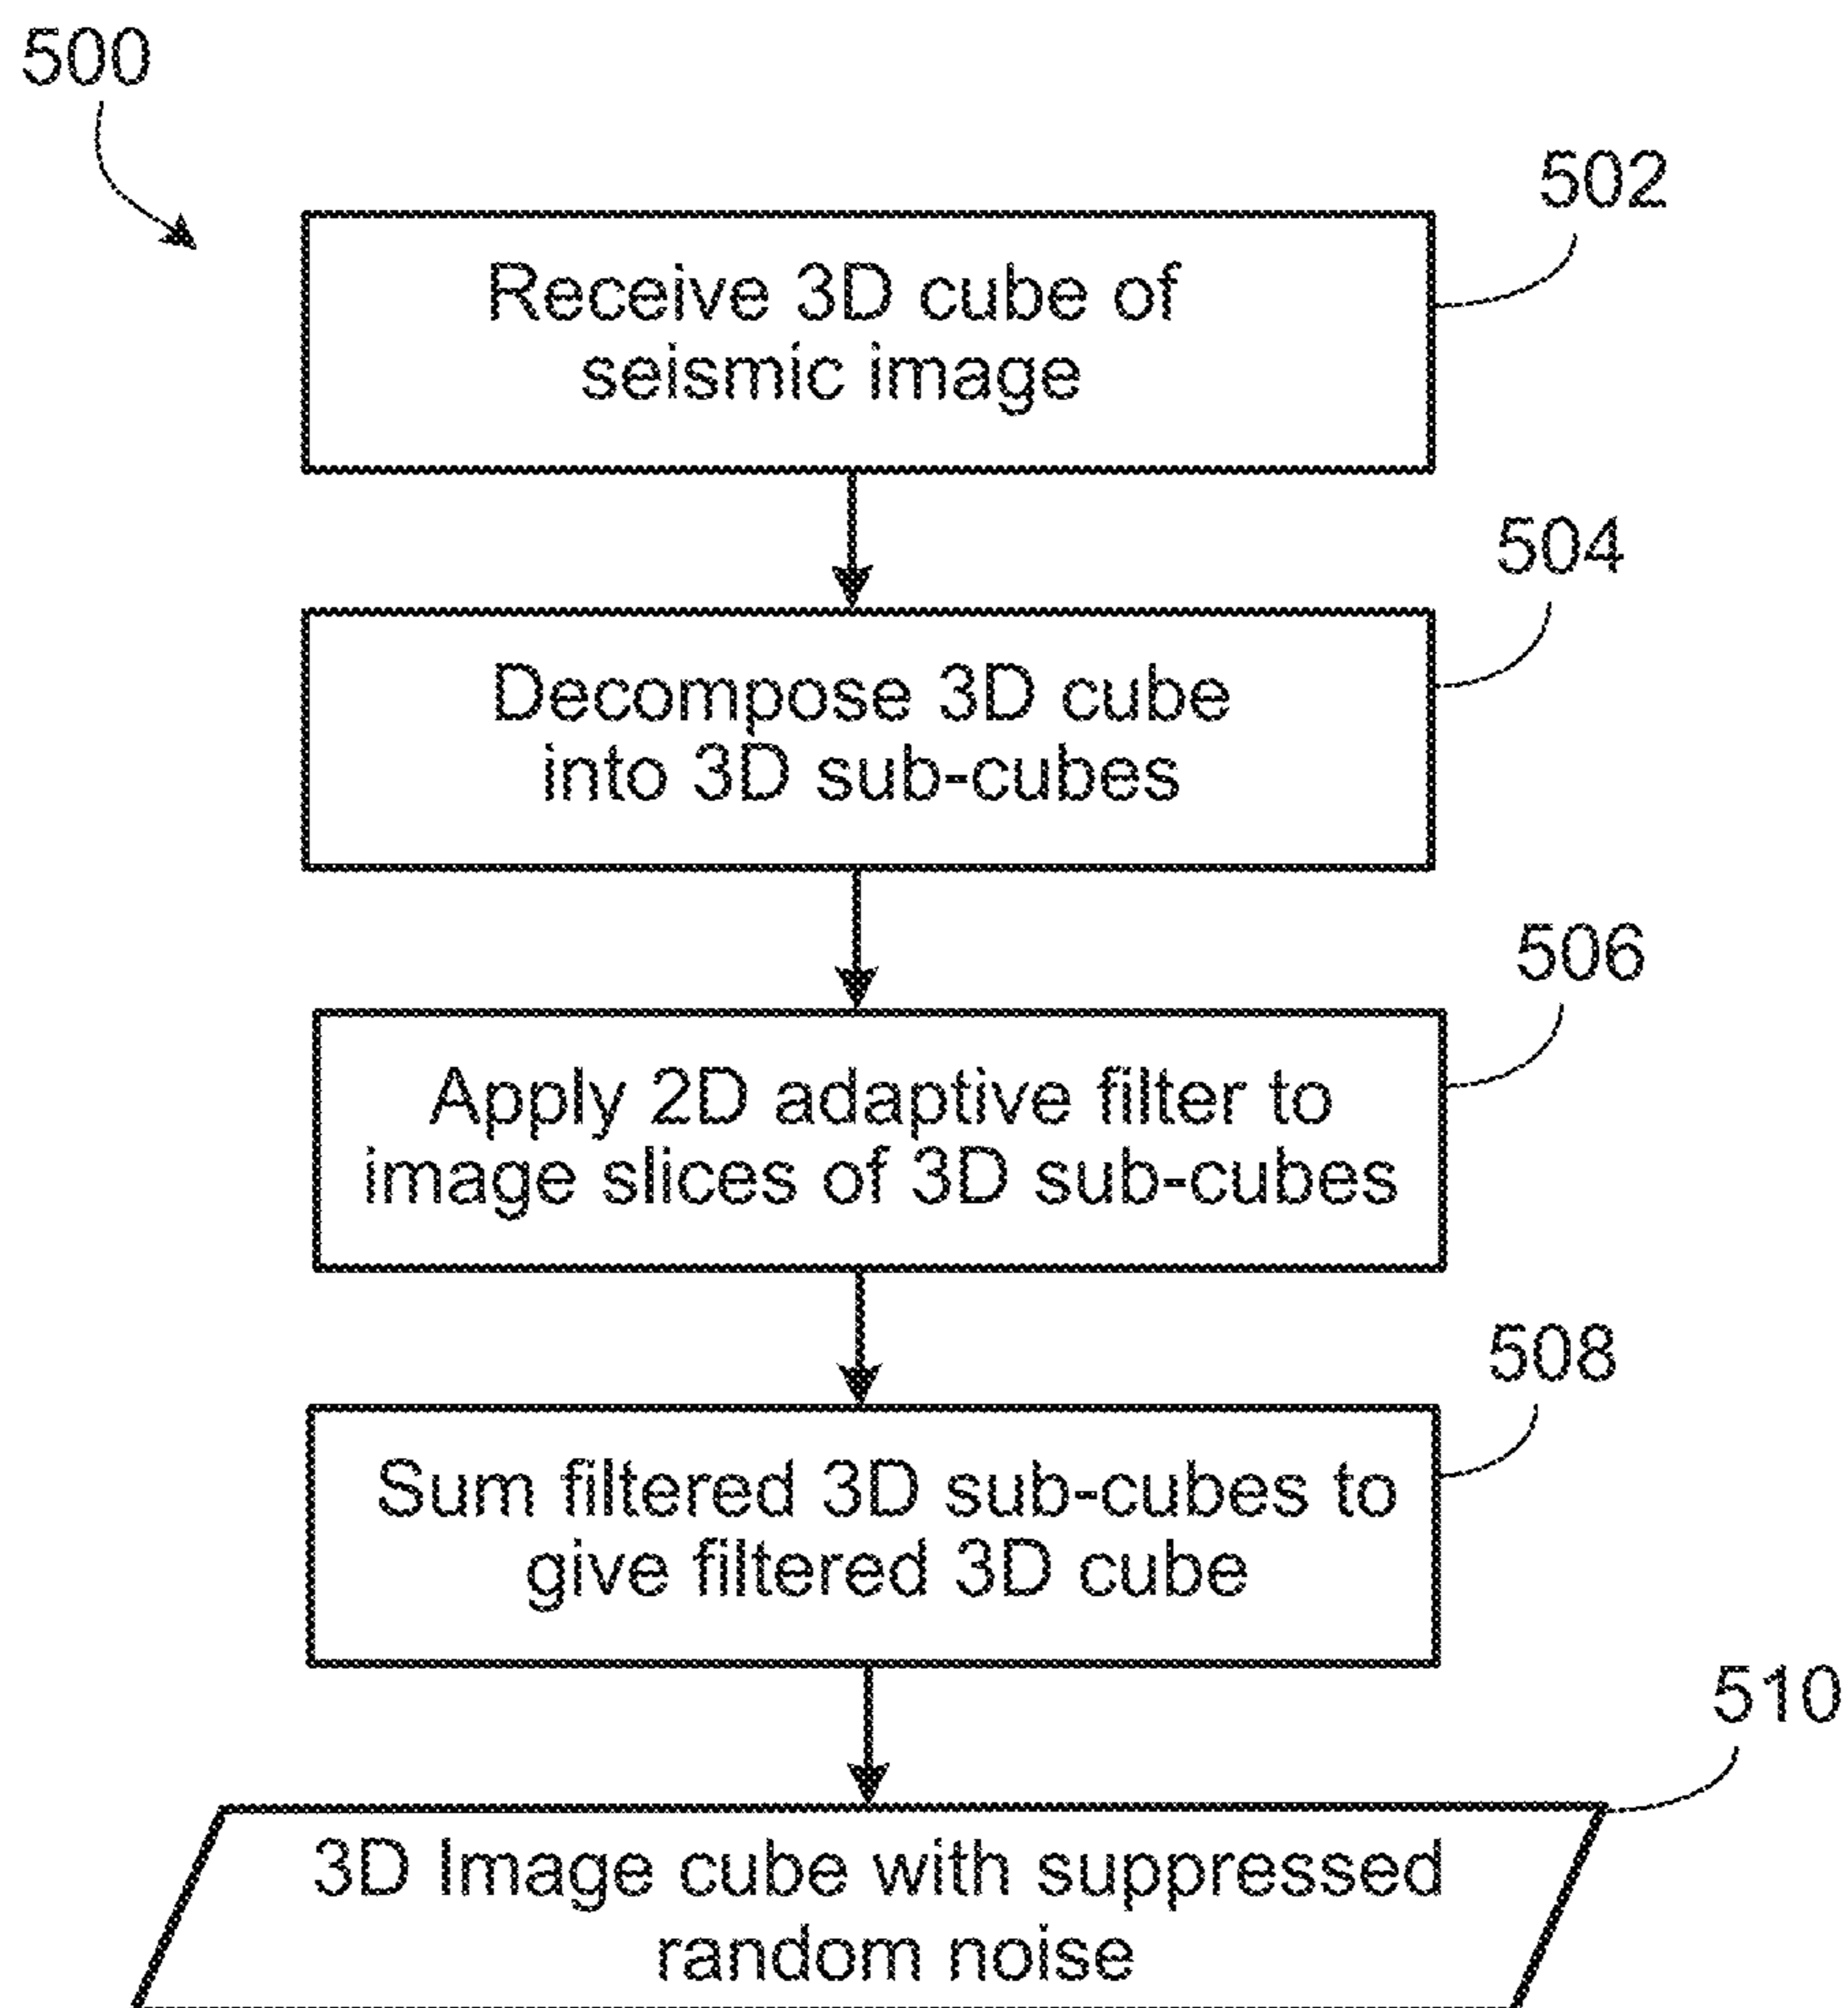 500
502
Receive 3D cube of
seismic image
504
Decompose 3D cube
into 3D sub-cubes
506
Apply 2D adaptive filter to
image slices of 3D sub-cubes
508
Sum filtered 3D sub-cubes to
give filtered 3D cube
510
3D Image cube with suppressed
random noise